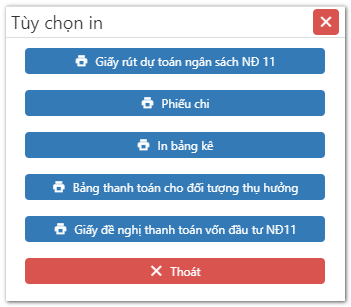 Tùy chọn in
Giấy rút dự toán ngân sách NĐ 11
Phiếu chi
In bảng kê
Bảng thanh toán cho đối tượng thụ hưởng
Giấy đề nghị thanh toán vốn đầu tư NĐ11
Thoát